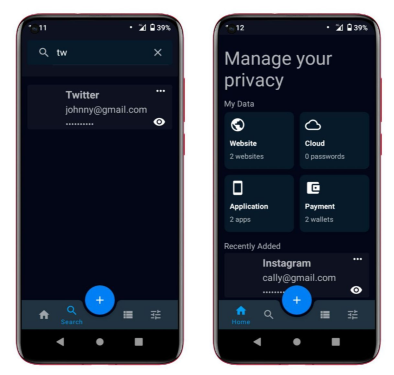 11
39%
tw
Twitter
johnny@gmail.com
Search
12
39%
Manage your
privacy
My Data
Website
2 websites
Cloud
0 passwords
Application
2 apps
Payment
2 wallets
Recently Added
Instagram
cally@gmail.com
Home